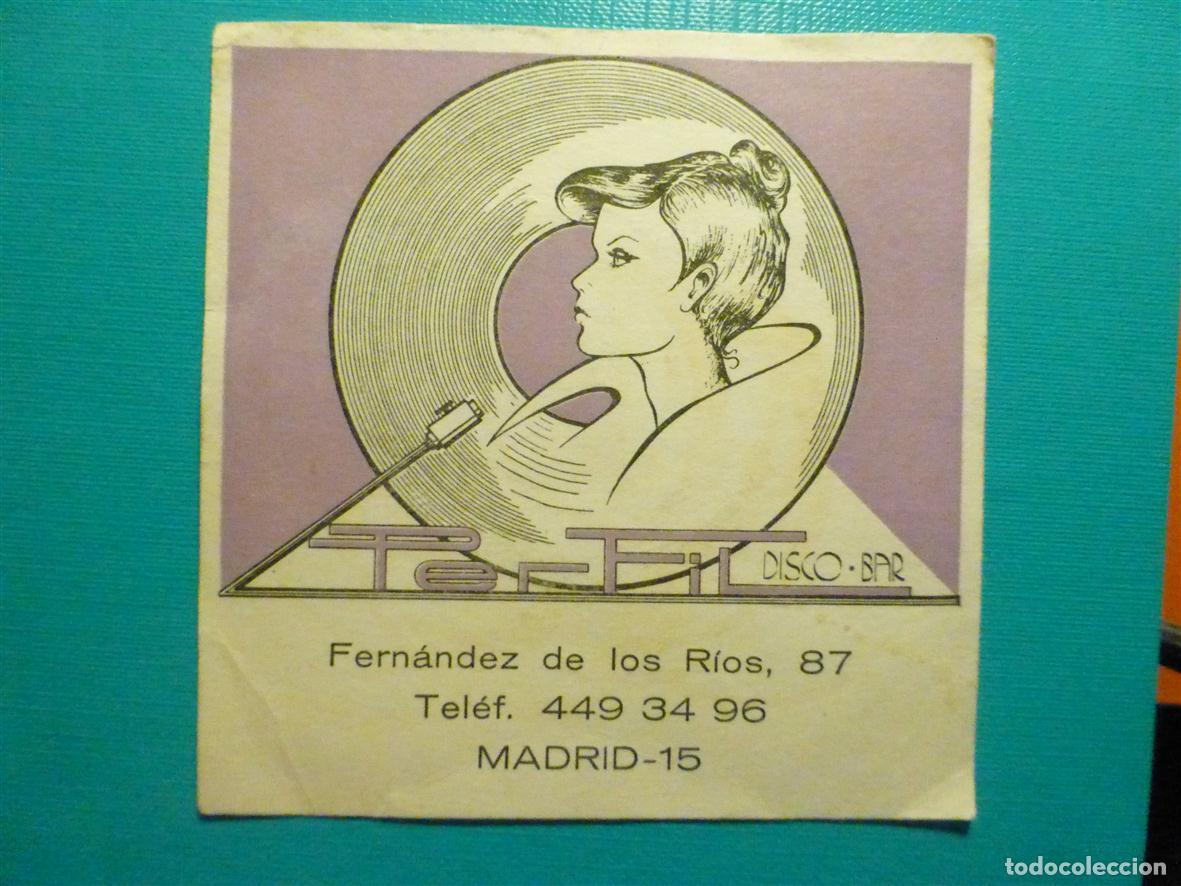 PerFiL DISCO·BAR
Fernández de los Ríos, 87
Teléf. 449 34 96
MADRID-15
todocoleccion